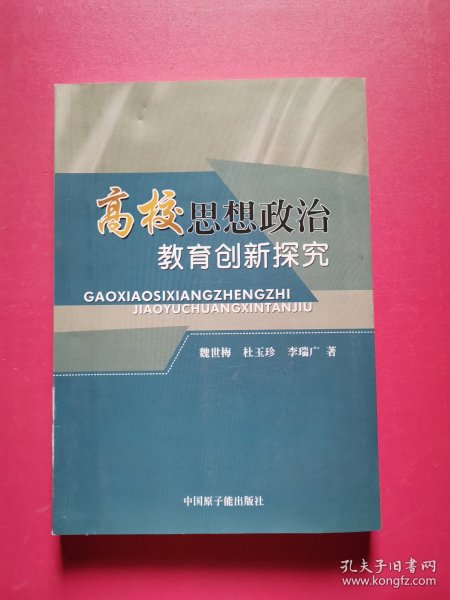 高校思想政治
教育创新探究
GAOXIAOSIXIANGZHENGZHI
JIAOYUCHUANGXINTANJIU
魏世梅 杜玉珍 李瑞广 著
中国原子能出版社
孔夫子旧书网
www.kongfz.com